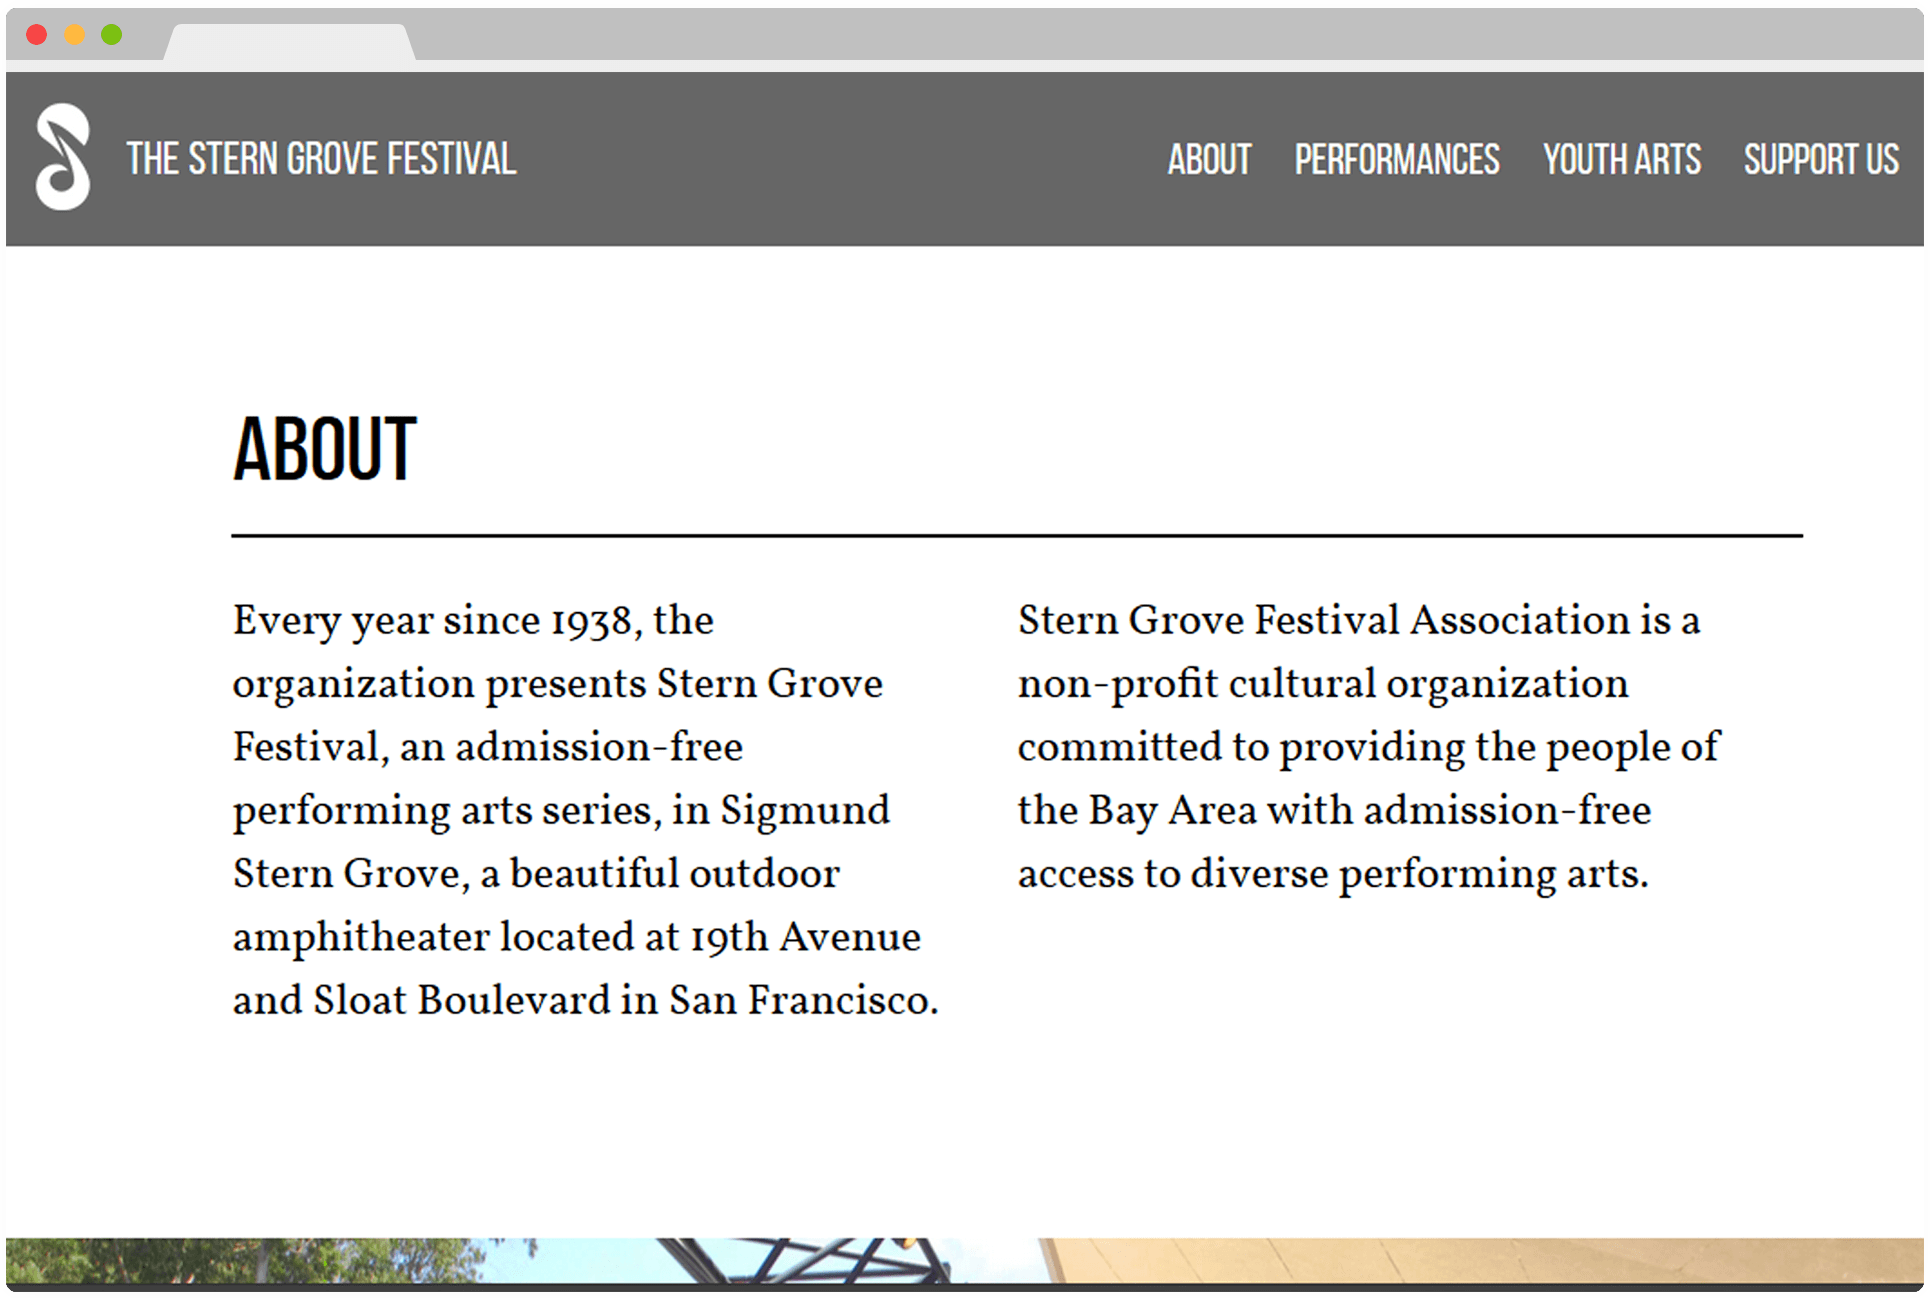 THE STERN GROVE FESTIVAL
ABOUT PERFORMANCES YOUTH ARTS SUPPORT US
ABOUT
Every year since 1938, the
organization presents Stern Grove
Festival, an admission-free
performing arts series, in Sigmund
Stern Grove, a beautiful outdoor
amphitheater located at 19th Avenue
and Sloat Boulevard in San Francisco.
Stern Grove Festival Association is a
non-profit cultural organization
committed to providing the people of
the Bay Area with admission-free
access to diverse performing arts.